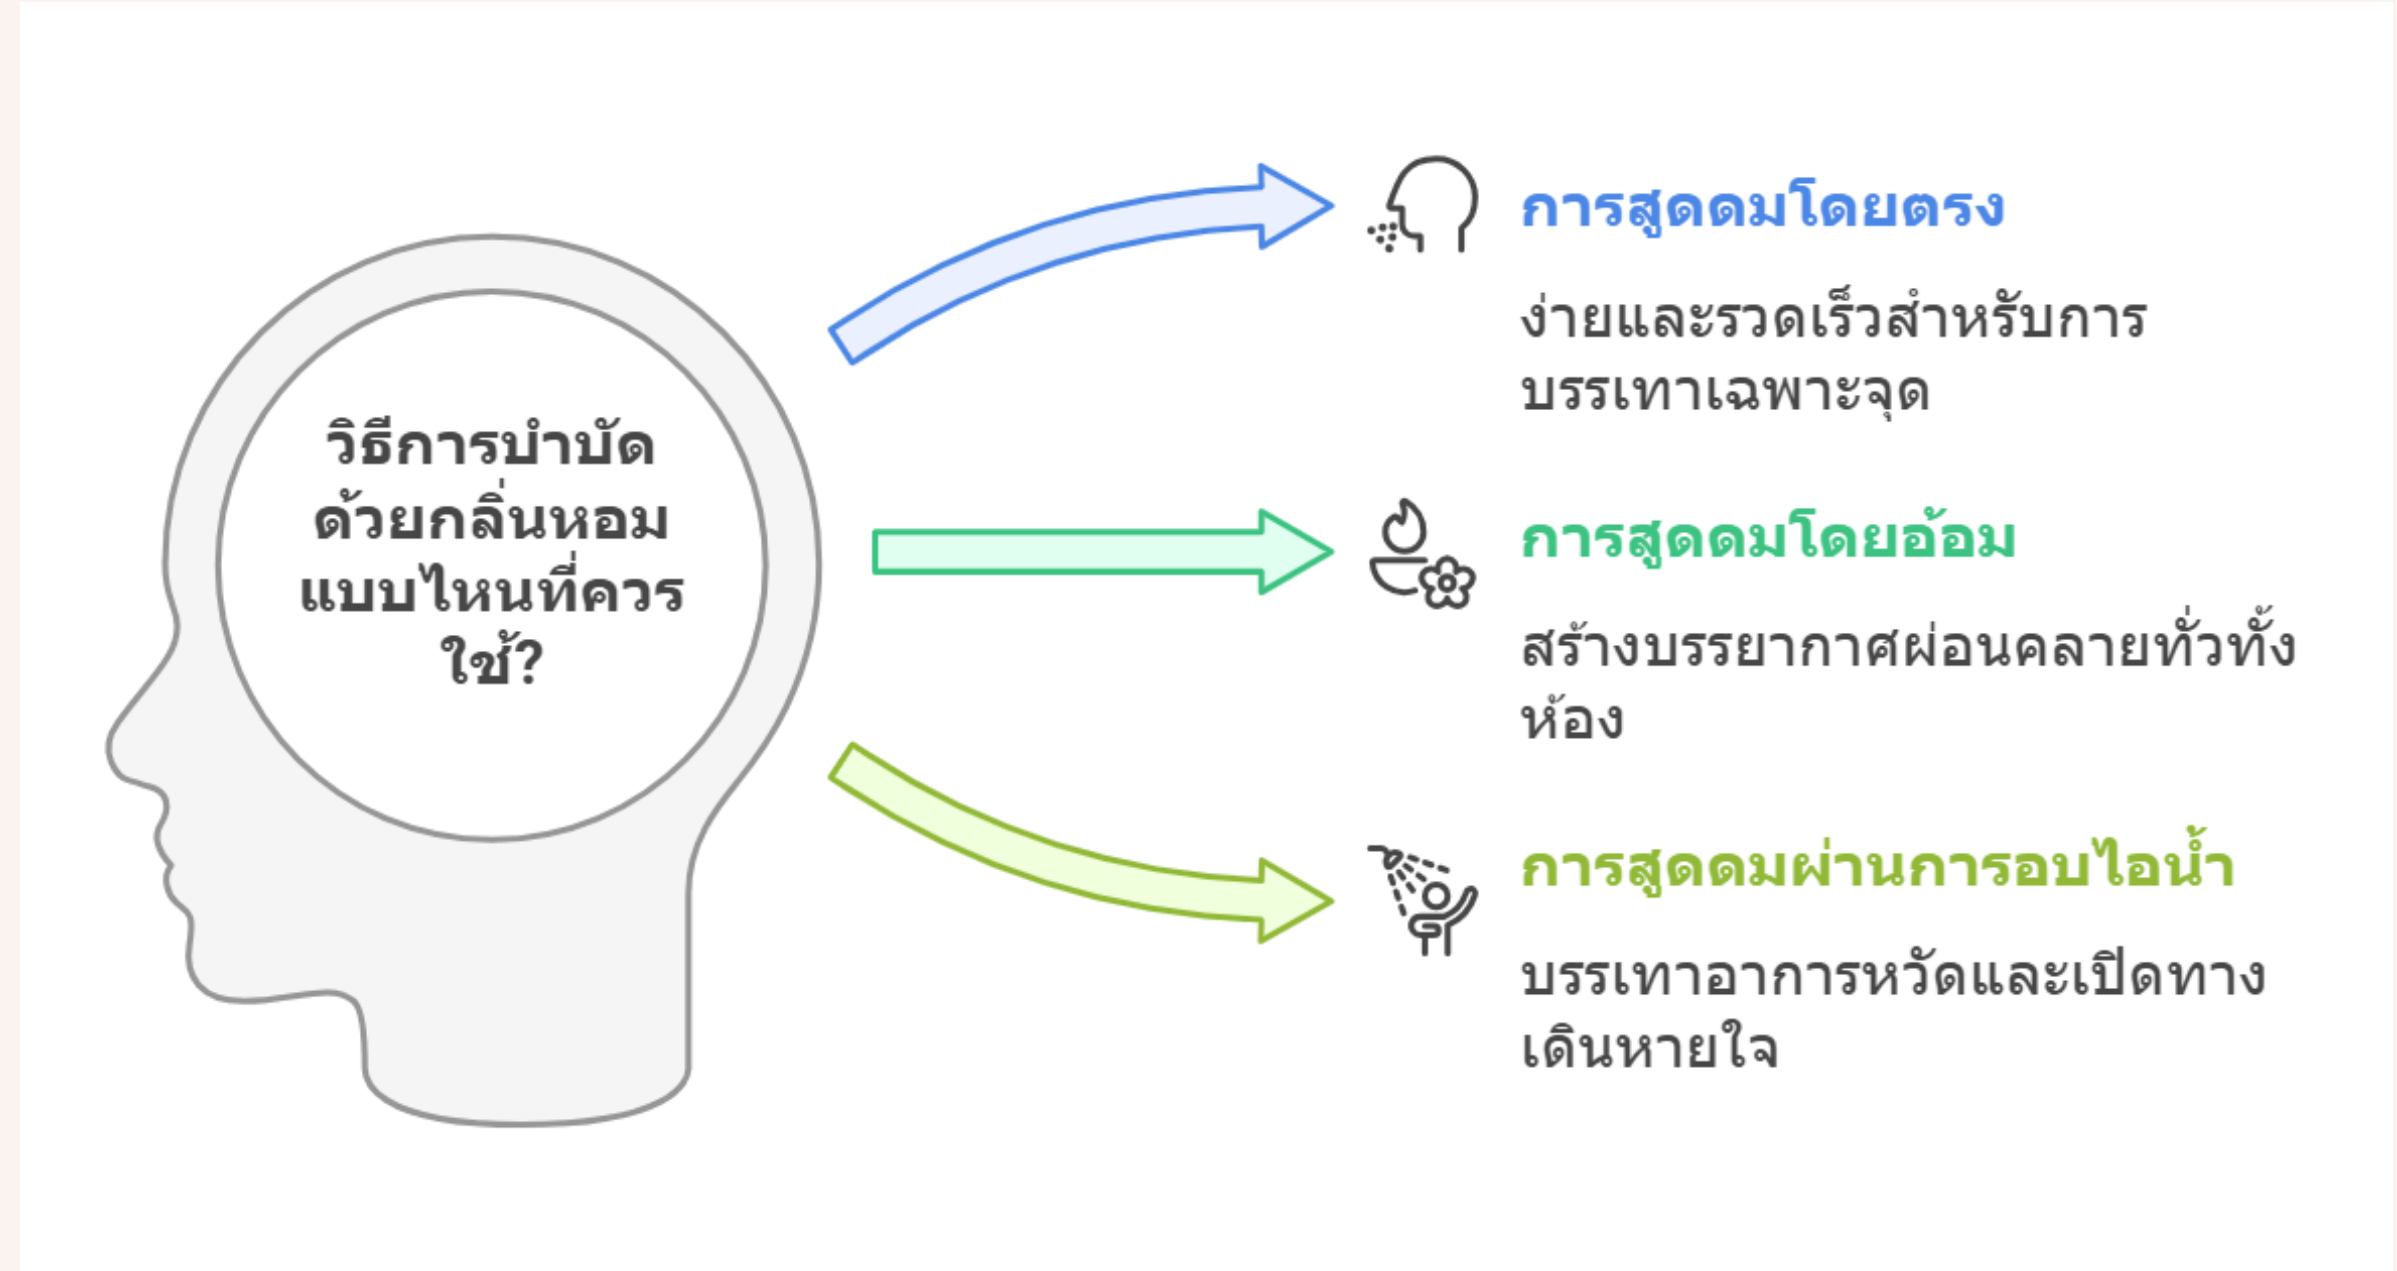 วิธีการบำบัด
ด้วยกลิ่นหอม
แบบไหนที่ควร
ใช้?
การสูดดมโดยตรง
ง่ายและรวดเร็วสำหรับการ
บรรเทาเฉพาะจุด
การสูดดมโดยอ้อม
สร้างบรรยากาศผ่อนคลายทั่วทั้ง
ห้อง
การสูดดมผ่านการอบไอน้ำ
บรรเทาอาการหวัดและเปิดทาง
เดินหายใจ